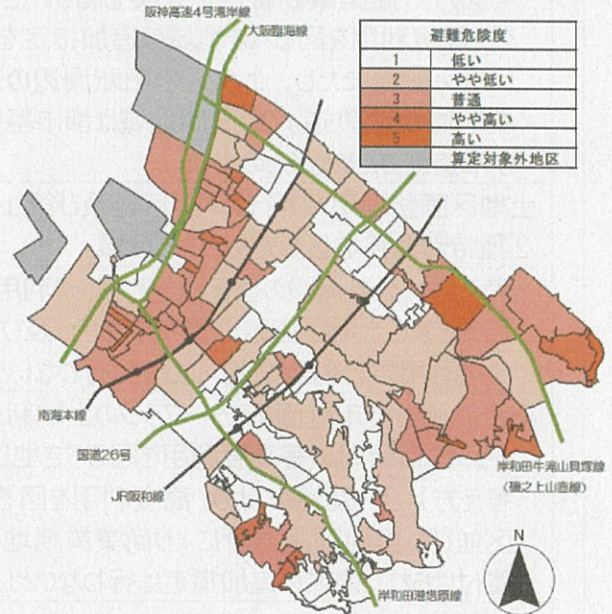 阪神高速4号湾岸線
大阪臨海線
避難危険度
1 低い
2 やや低い
3 普通
4 やや高い
5 高い
算定対象外地区
南海本線
国道26号
JR阪和線
岸和田牛滝山貝塚線
(磯之上山直線)
岸和田港塔原線
N